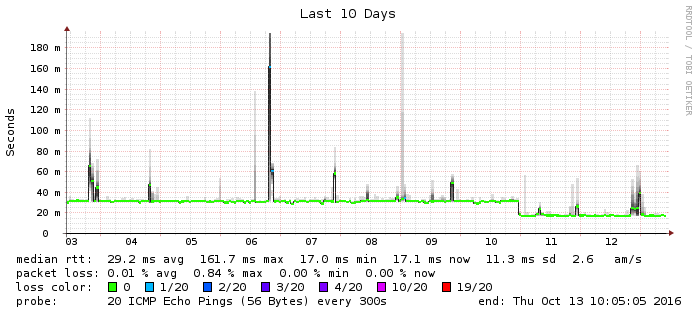 Last 10 Days
RRDTOOL / TOBI OETIKER
Seconds
180 m
160 m
140 m
120 m
100 m
80 m
60 m
40 m
20 m
0
03 04 05 06 07 08 09 10 11 12
median rtt: 29.2 ms avg 161.7 ms max 17.0 ms min 17.1 ms now 11.3 ms sd 2.6 am/s
packet loss: 0.01 % avg 0.84 % max 0.00 % min 0.00 % now
loss color: 0 1/20 2/20 3/20 4/20 10/20 19/20
probe: 20 ICMP Echo Pings (56 Bytes) every 300s end: Thu Oct 13 10:05:05 2016